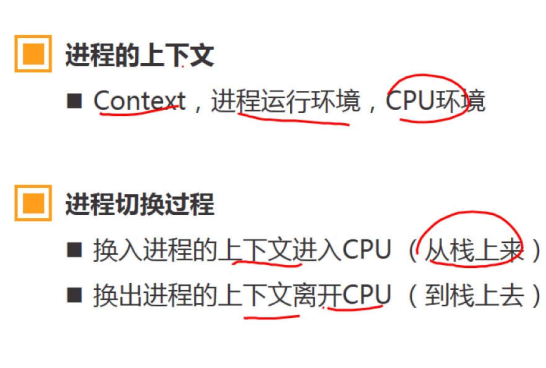 进程的上下文
Context，进程运行环境，CPU环境
进程切换过程
换入进程的上下文进入CPU（从栈上来）
换出进程的上下文离开CPU（到栈上去）